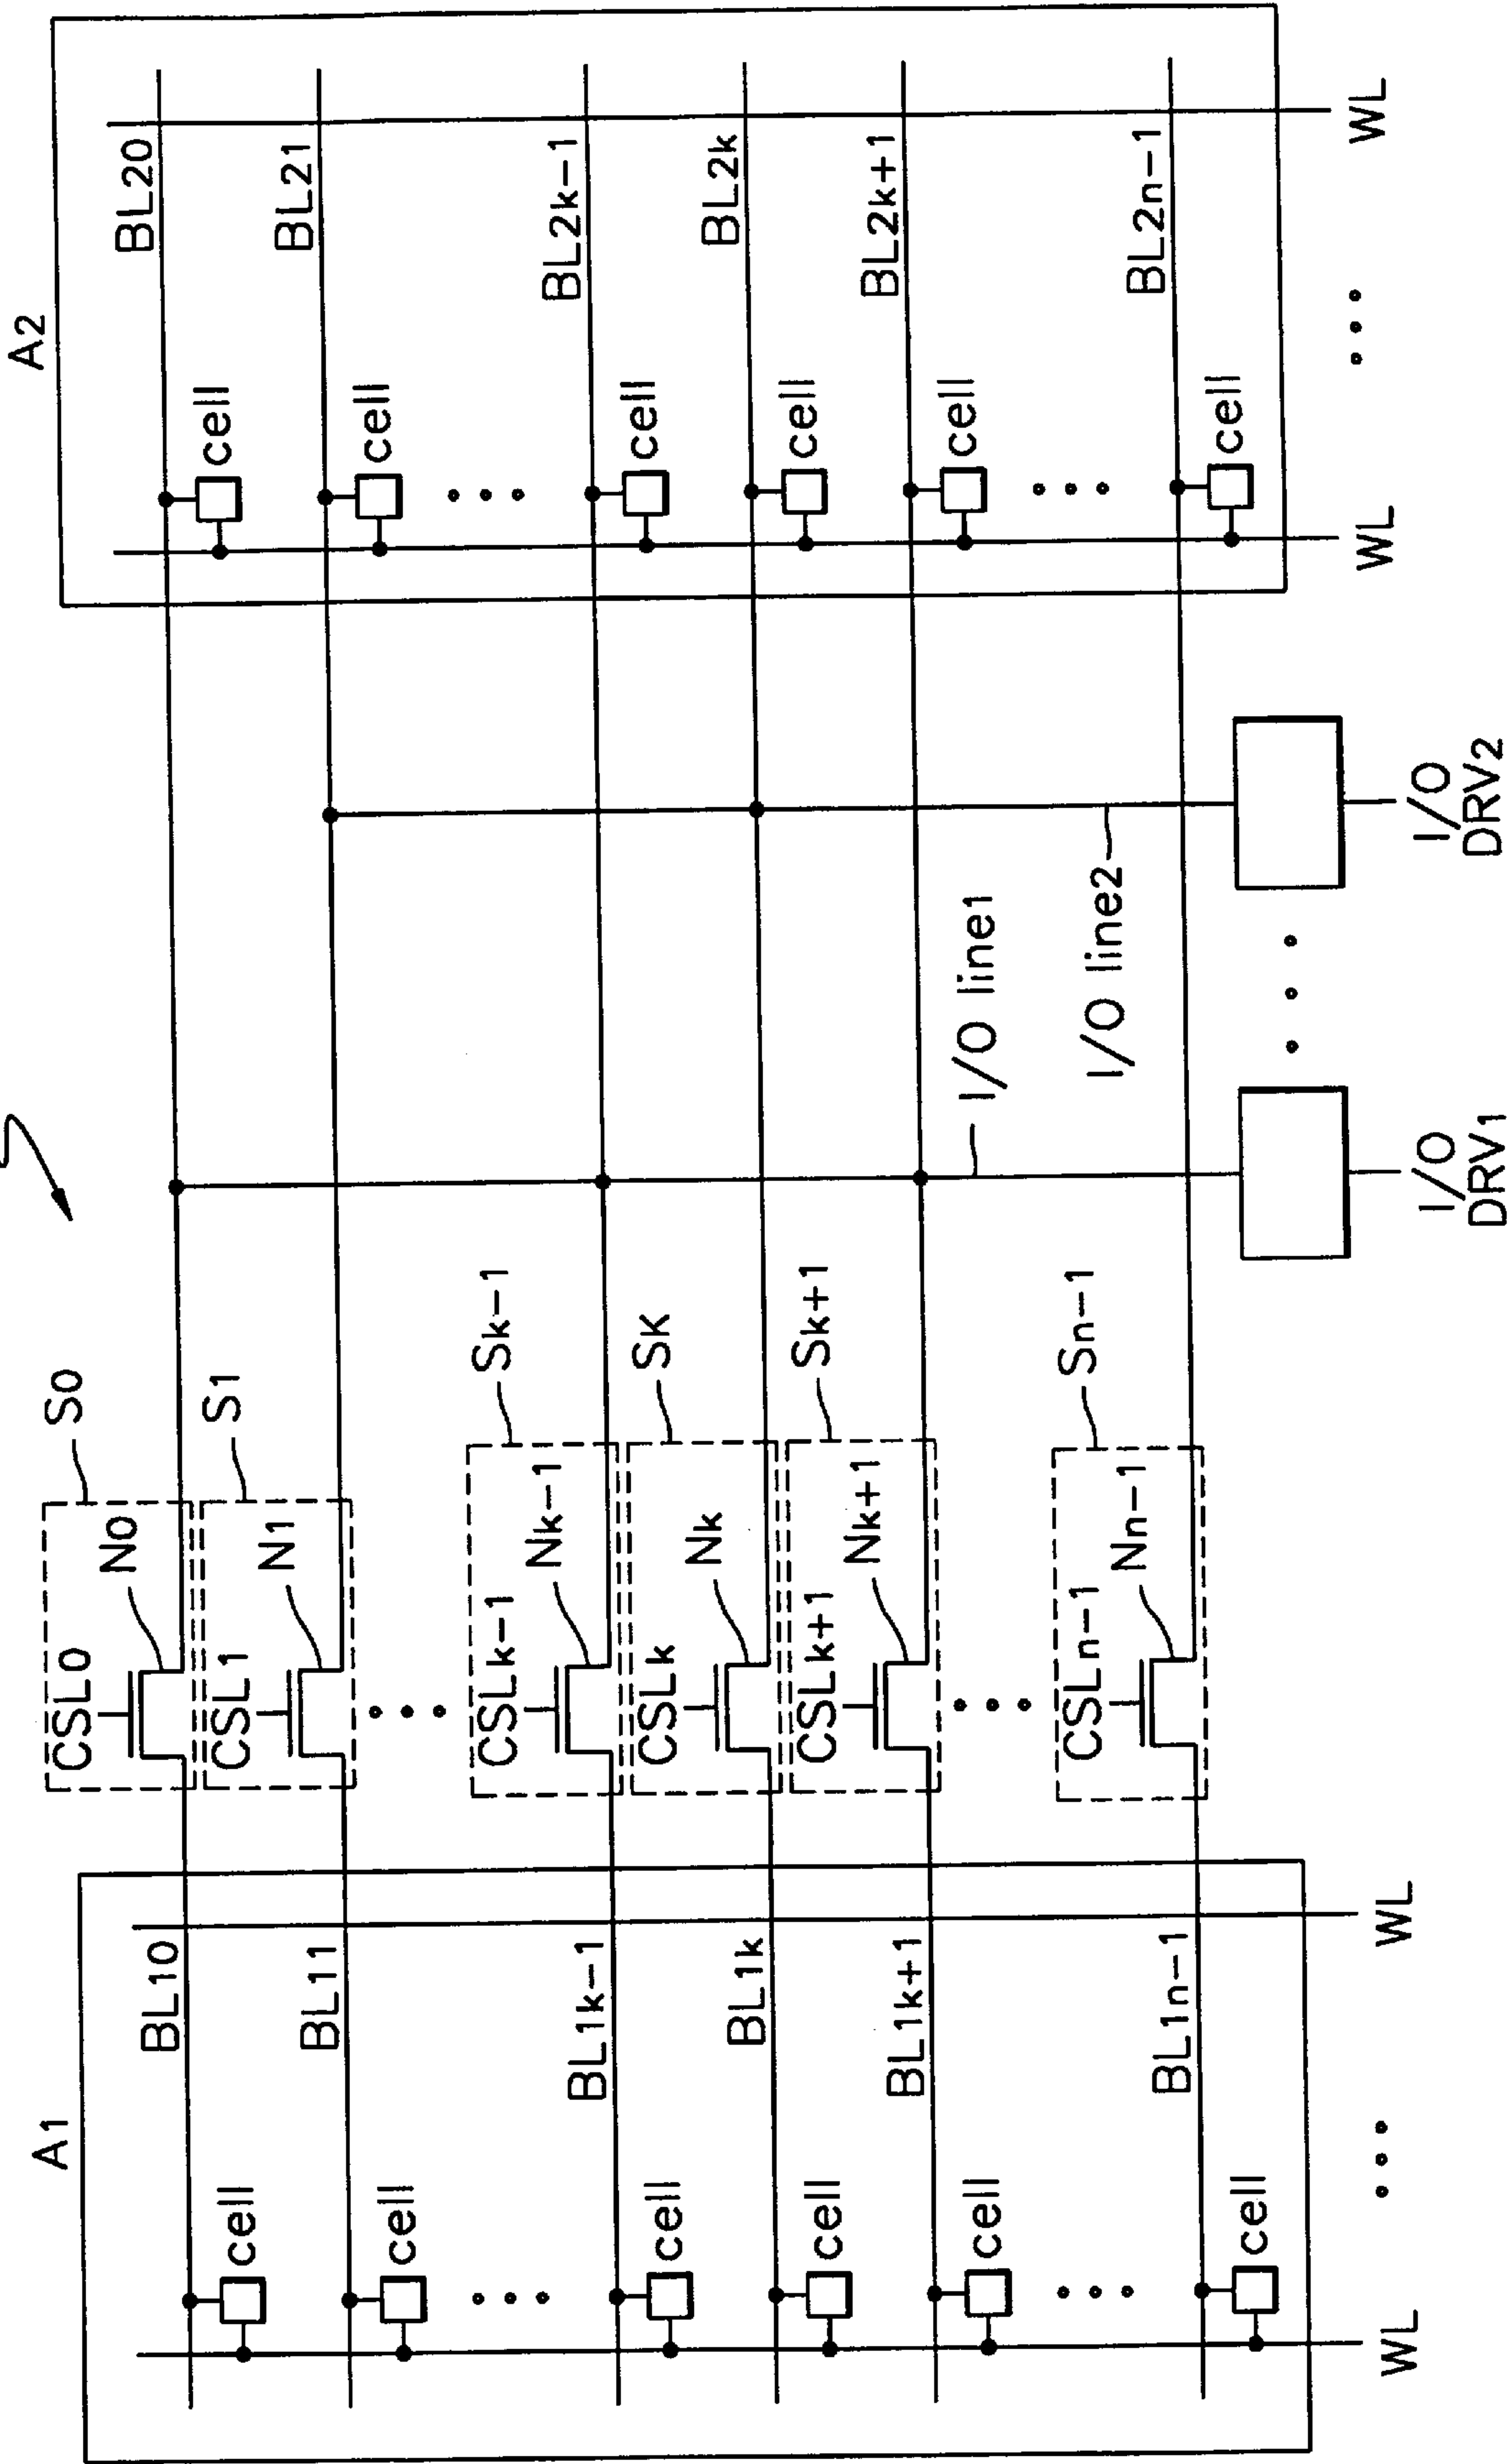 A1
A2
S0
S1
Sk-1
SK
Sk+1
Sn-1
CSL0
N0
CSL1
N1
CSLk-1
Nk-1
CSLk
Nk
CSLk+1
Nk+1
CSLn-1
Nn-1
BL10
BL11
BL1k-1
BL1k
BL1k+1
BL1n-1
BL20
BL21
BL2k-1
BL2k
BL2k+1
BL2n-1
cell
cell
cell
cell
cell
cell
cell
cell
cell
cell
cell
cell
I/O line1
I/O line2
WL
WL
WL
WL
I/O
DRV1
I/O
DRV2